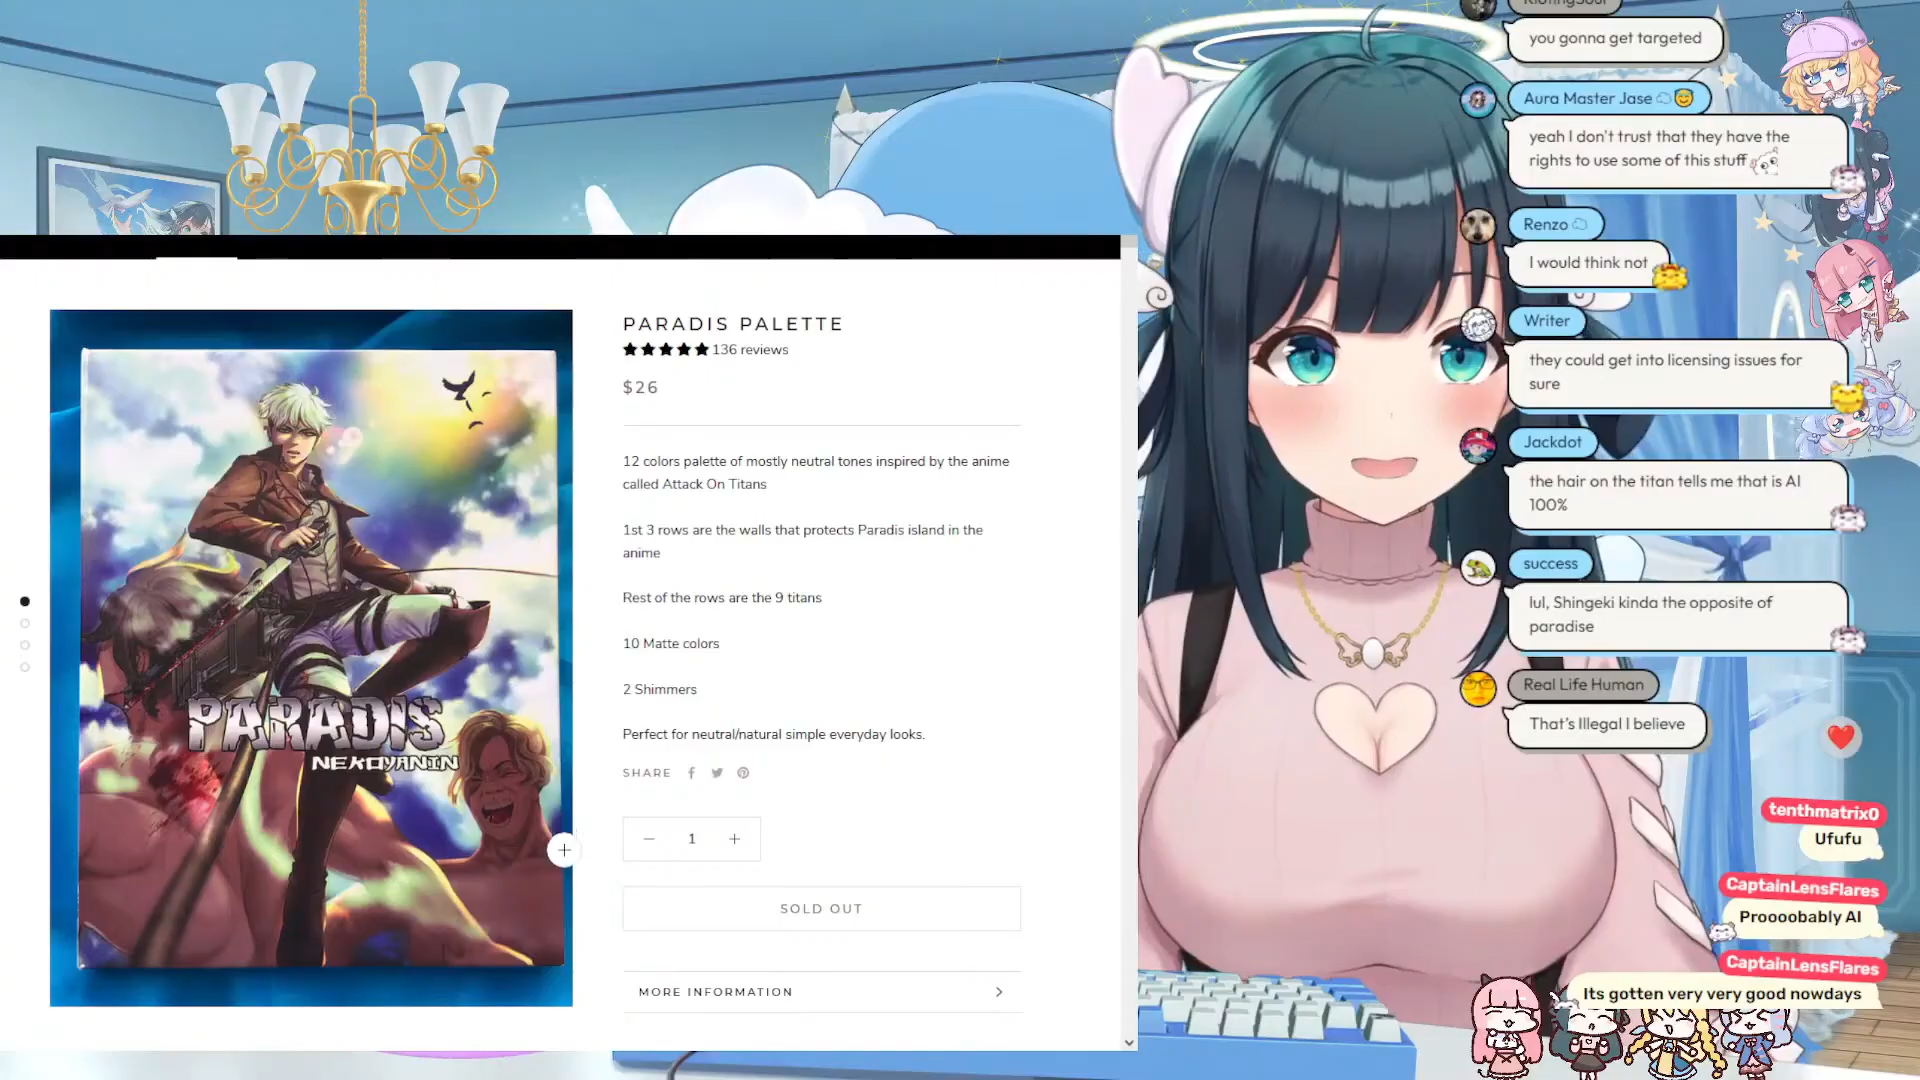 PARADIS
NEKOYANIN
PARADIS PALETTE
136 reviews
$26
12 colors palette of mostly neutral tones inspired by the anime
called Attack On Titans
1st 3 rows are the walls that protects Paradis island in the
anime
Rest of the rows are the 9 titans
10 Matte colors
2 Shimmers
Perfect for neutral/natural simple everyday looks.
SHARE
1
SOLD OUT
MORE INFORMATION
you gonna get targeted
Aura Master Jase
yeah I don't trust that they have the
rights to use some of this stuff
Renzo
I would think not
Writer
they could get into licensing issues for
sure
Jackdot
the hair on the titan tells me that is AI
100%
success
lul, Shingeki kinda the opposite of
paradise
Real Life Human
That's Illegal I believe
tenthmatrix0
Ufufu
CaptainLensFlares
Proooobably AI
CaptainLensFlares
Its gotten very very good nowdays